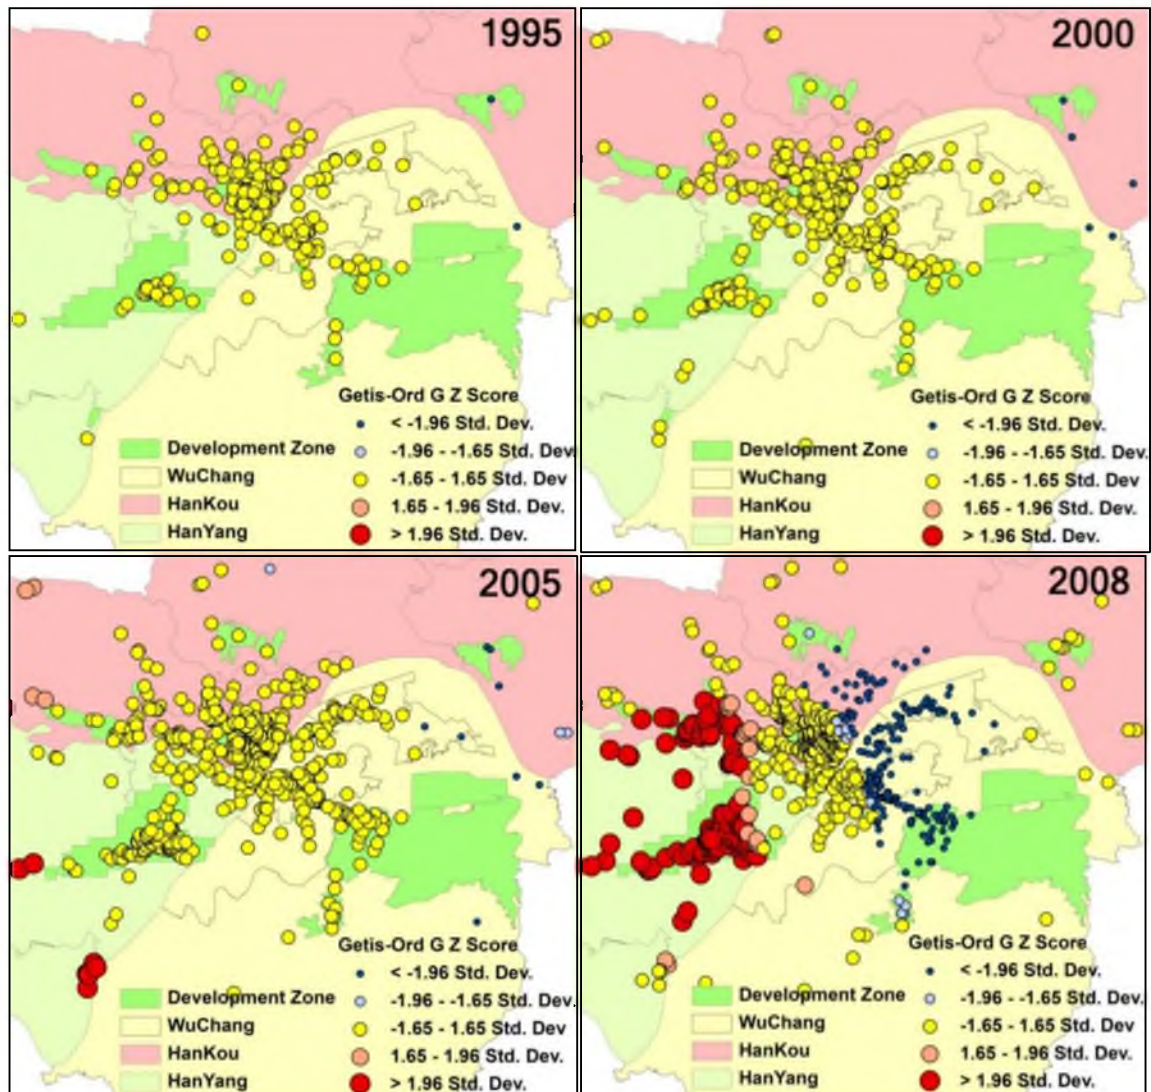 1995
Getis-Ord G Z Score
< -1.96 Std. Dev.
Development Zone
-1.96 - -1.65 Std. Dev.
WuChang
-1.65 - 1.65 Std. Dev
HanKou
1.65 - 1.96 Std. Dev.
HanYang
> 1.96 Std. Dev.
2000
Getis-Ord G Z Score
< -1.96 Std. Dev.
Development Zone
-1.96 - -1.65 Std. Dev.
WuChang
-1.65 - 1.65 Std. Dev
HanKou
1.65 - 1.96 Std. Dev.
HanYang
> 1.96 Std. Dev.
2005
Getis-Ord G Z Score
< -1.96 Std. Dev.
Development Zone
-1.96 - -1.65 Std. Dev.
WuChang
-1.65 - 1.65 Std. Dev
HanKou
1.65 - 1.96 Std. Dev.
HanYang
> 1.96 Std. Dev.
2008
Getis-Ord G Z Score
< -1.96 Std. Dev.
Development Zone
-1.96 - -1.65 Std. Dev.
WuChang
-1.65 - 1.65 Std. Dev
HanKou
1.65 - 1.96 Std. Dev.
HanYang
> 1.96 Std. Dev.